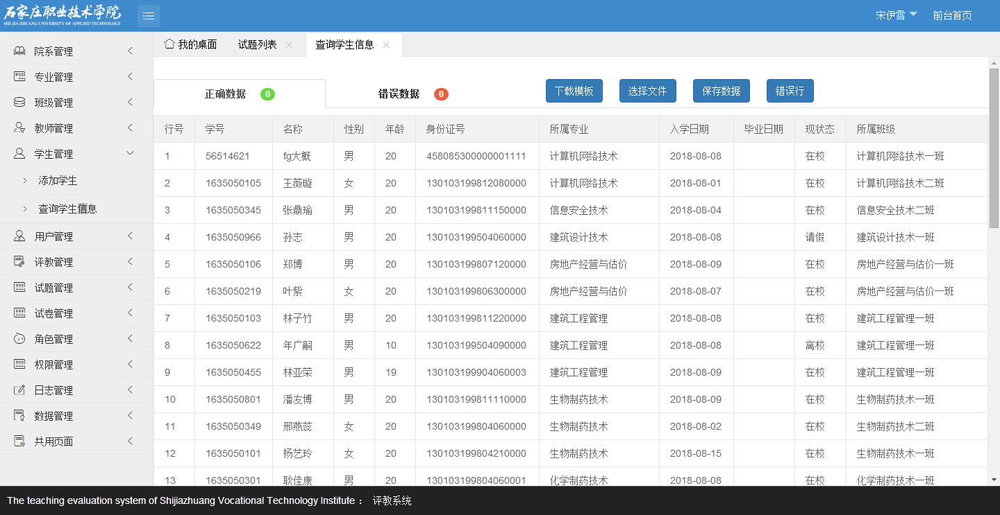 石家庄职业技术学院
SHI JIA ZHUANG UNIVERSITY OF APPLIED TECHNOLOGY
宋伊雪 前台首页
院系管理
专业管理
班级管理
教师管理
学生管理
添加学生
查询学生信息
用户管理
评教管理
试题管理
试卷管理
角色管理
权限管理
日志管理
数据管理
共用页面
我的桌面 试题列表 查询学生信息
正确数据 0 错误数据 0 下载模板 选择文件 保存数据 错误行
行号 学号 名称 性别 年龄 身份证号 所属专业 入学日期 毕业日期 现状态 所属班级
1 56514621 fg大概 男 20 458085300000001111 计算机网络技术 2018-08-08 在校 计算机网络技术一班
2 1635050105 王薇璇 女 20 130103199812080000 计算机网络技术 2018-08-01 在校 计算机网络技术二班
3 1635050345 张鼎瑜 男 20 130103199811150000 信息安全技术 2018-08-04 在校 信息安全技术二班
4 1635050966 孙志 男 20 130103199504060000 建筑设计技术 2018-08-08 请假 建筑设计技术一班
5 1635050106 郑博 男 20 130103199807120000 房地产经营与估价 2018-08-09 在校 房地产经营与估价一班
6 1635050219 叶紫 女 20 130103199806300000 房地产经营与估价 2018-08-07 在校 房地产经营与估价一班
7 1635050103 林子竹 男 20 130103199811220000 建筑工程管理 2018-08-08 在校 建筑工程管理一班
8 1635050622 年广嗣 男 10 130103199504090000 建筑工程管理 2018-08-08 离校 建筑工程管理一班
9 1635050455 林亚荣 男 19 130103199904060003 建筑工程管理 2018-08-09 在校 建筑工程管理一班
10 1635050801 潘友博 男 20 130103199811110000 生物制药技术 2018-08-09 在校 生物制药技术一班
11 1635050349 邢燕蕊 女 20 130103199804060000 生物制药技术 2018-08-02 在校 生物制药技术二班
12 1635050101 杨艺玲 女 20 130103199804210000 生物制药技术 2018-08-15 在校 生物制药技术一班
13 1635050301 耿佳康 男 20 130103199804060001 化学制药技术 2018-08-08 在校 化学制药技术一班
The teaching evaluation system of Shijiazhuang Vocational Technology Institute ： 评教系统